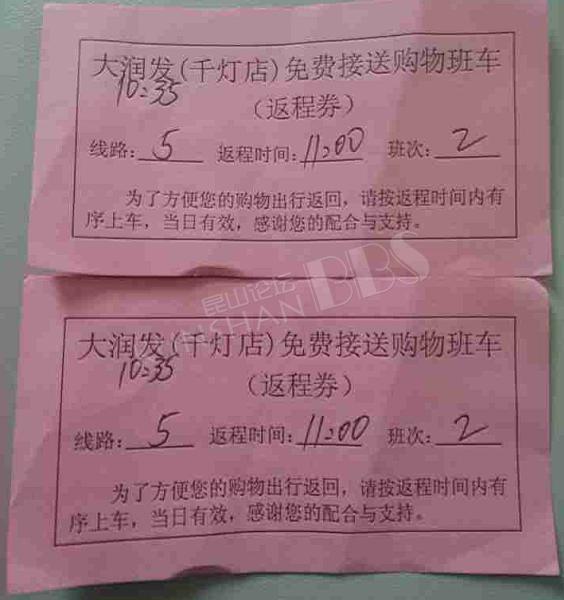 大润发(千灯店)免费接送购物班车
10:35
(返程券)
线路: 5 返程时间: 11:00 班次: 2
为了方便您的购物出行返回，请按返程时间内有
序上车，当日有效，感谢您的配合与支持。
昆山论坛
SHAN BBS
大润发(千灯店)免费接送购物班车
10:35
(返程券)
线路: 5 返程时间: 11:00 班次: 2
为了方便您的购物出行返回，请按返程时间内有
序上车，当日有效，感谢您的配合与支持。